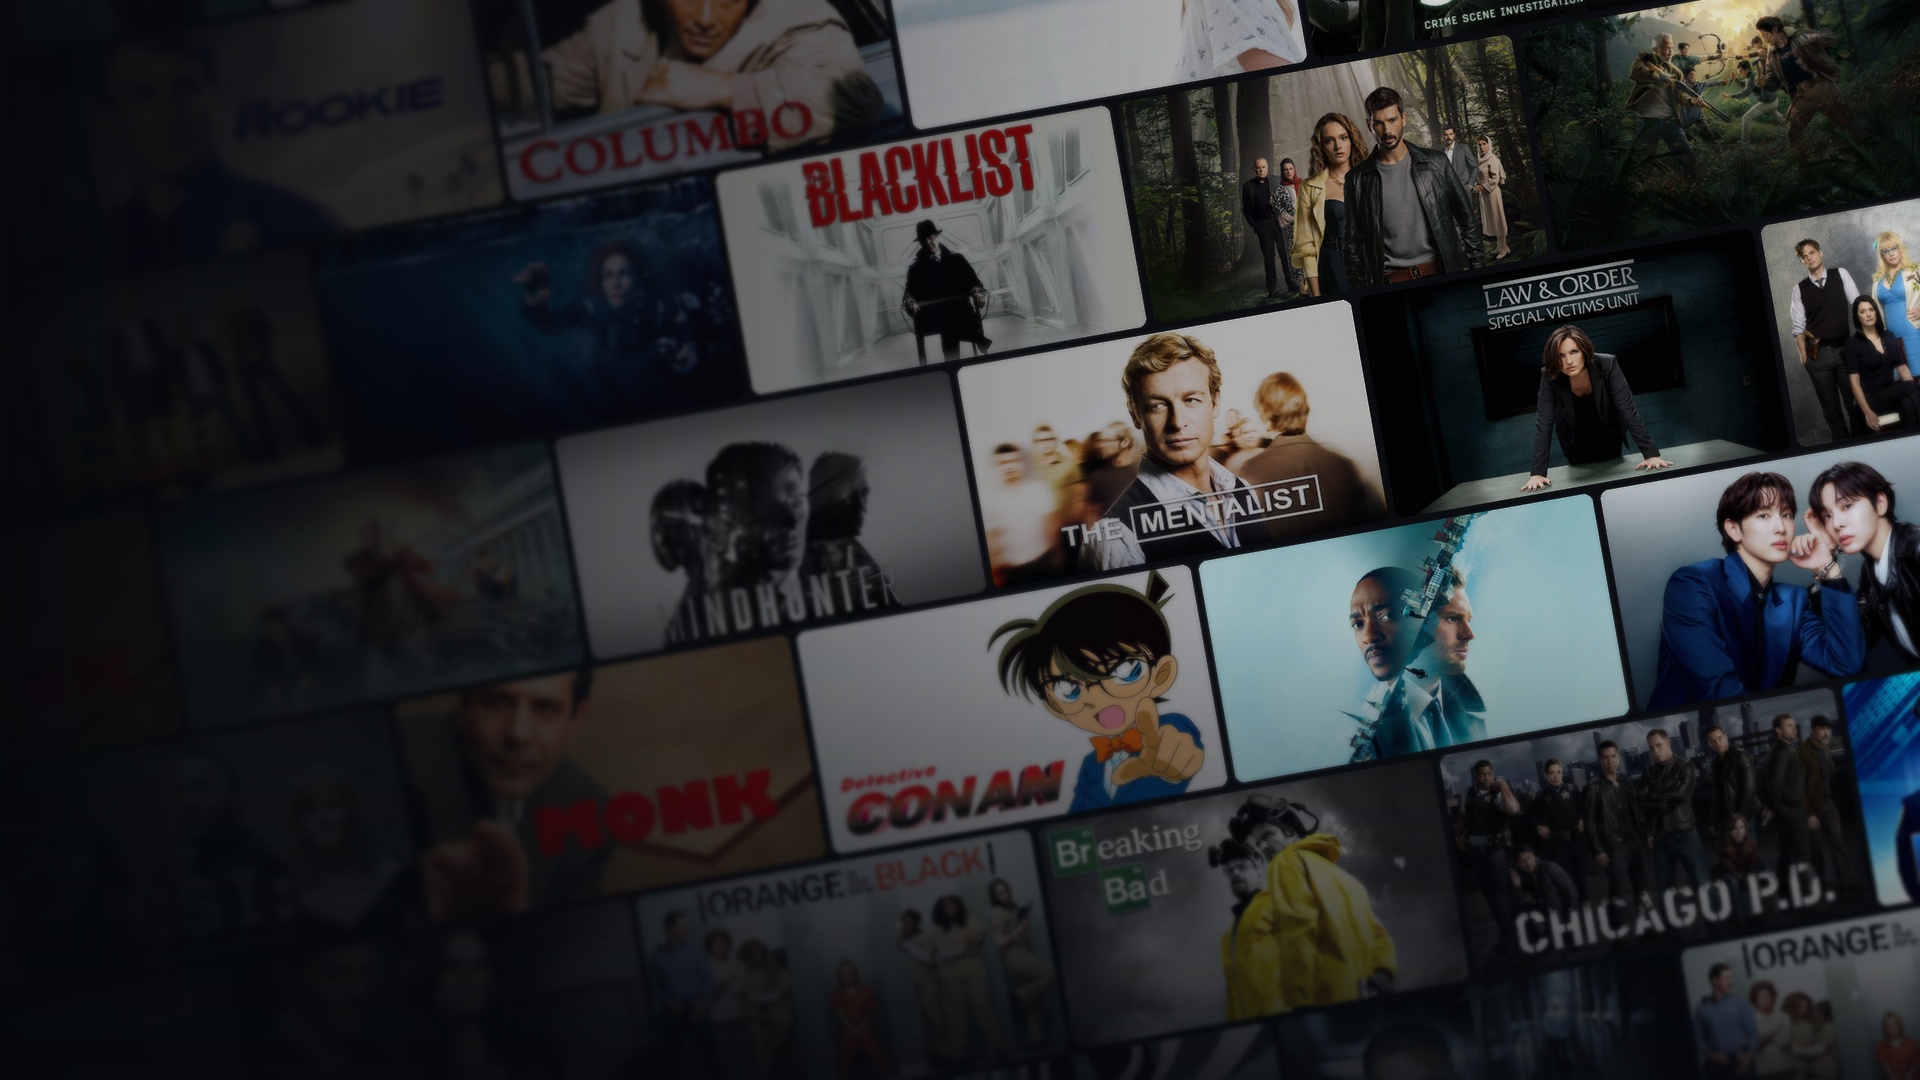 CRIME SCENE INVESTIGATION
ROOKIE
COLUMBO
BLACKLIST
LAW & ORDER
SPECIAL VICTIMS UNIT
MINDHUNTER
THE MENTALIST
MONK
Detective
CONAN
ORANGE IS THE NEW BLACK
Breaking
Bad
CHICAGO P.D.
ORANGE